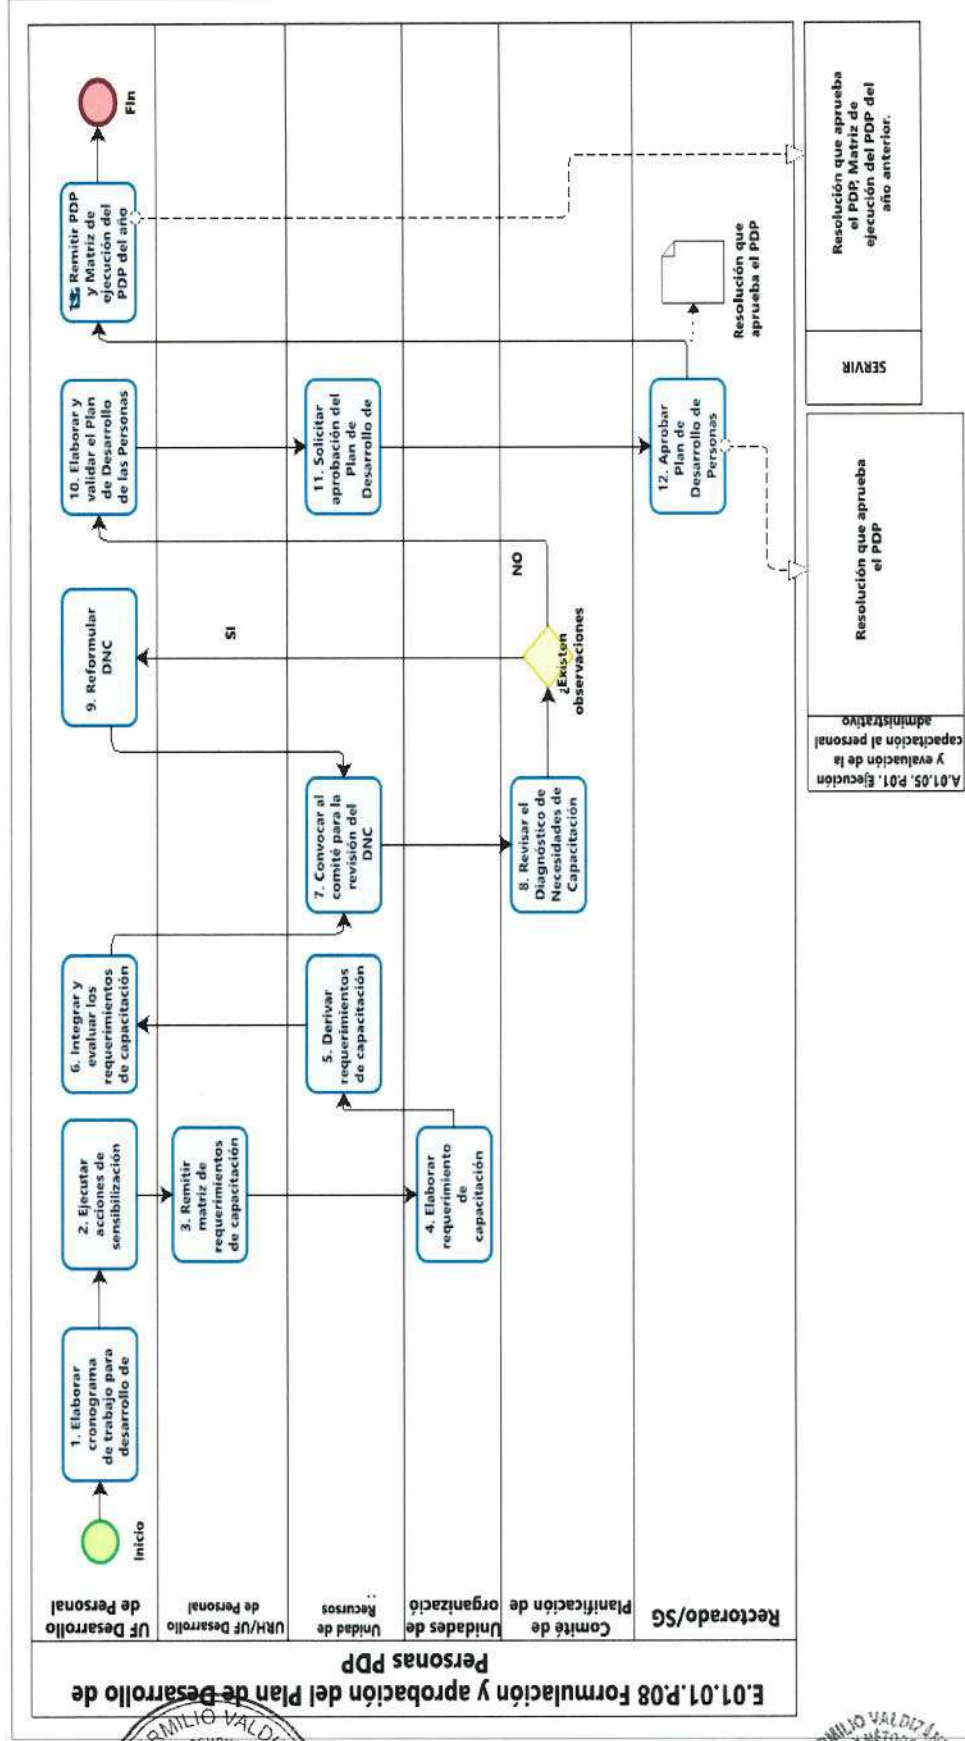 E.01.01.P.08 Formulación y aprobación del Plan de Desarrollo de
Personas PDP
UF Desarrollo
de Personal
URH/UF Desarrollo
de Personal
Unidad de
Recursos
Unidades de
organizació
Comité de
Planificación de
Rectorado/SG
Inicio
1. Elaborar
cronograma
de trabajo para
desarrollo de
2. Ejecutar
acciones de
sensibilización
3. Remitir
matriz de
requerimientos
de capacitación
4. Elaborar
requerimiento
de
capacitación
5. Derivar
requerimientos
de capacitación
6. Integrar y
evaluar los
requerimientos
de capacitación
7. Convocar al
comité para la
revisión del
DNC
8. Revisar el
Diagnóstico de
Necesidades de
Capacitación
¿Existen
observaciones
SI
NO
9. Reformular
DNC
10. Elaborar y
validar el Plan
de Desarrollo
de las Personas
11. Solicitar
aprobación del
Plan de
Desarrollo de
12. Aprobar
Plan de
Desarrollo de
Personas
Resolución que
aprueba el PDP
Remitir PDP
y Matriz de
ejecución del
PDP del año
Fin
A.01.05. P.01. Ejecución
y evaluación de la
capacitación al personal
administrativo
Resolución que aprueba
el PDP
SERVIR
Resolución que aprueba
el PDP, Matriz de
ejecución del PDP del
año anterior.
RMILIO VALD
MILIO VALDIZÁN